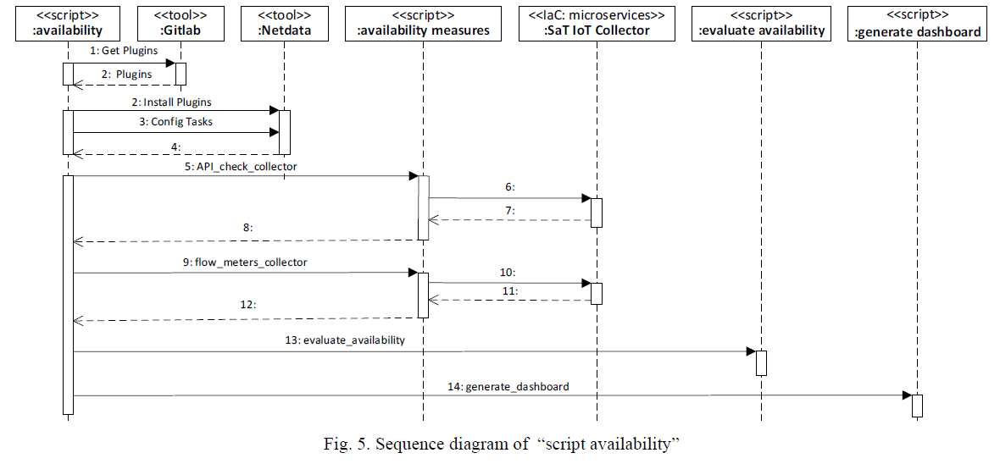 <<script>>
:availability
<<tool>>
:Gitlab
<<tool>>
:Netdata
<<script>>
:availability measures
<<IaC: microservices>>
:SaT IoT Collector
<<script>>
:evaluate availability
<<script>>
:generate dashboard
1: Get Plugins
2: Plugins
2: Install Plugins
3: Config Tasks
4:
5: API_check_collector
6:
7:
8:
9: flow_meters_collector
10:
11:
12:
13: evaluate_availability
14: generate_dashboard
Fig. 5. Sequence diagram of “script availability”